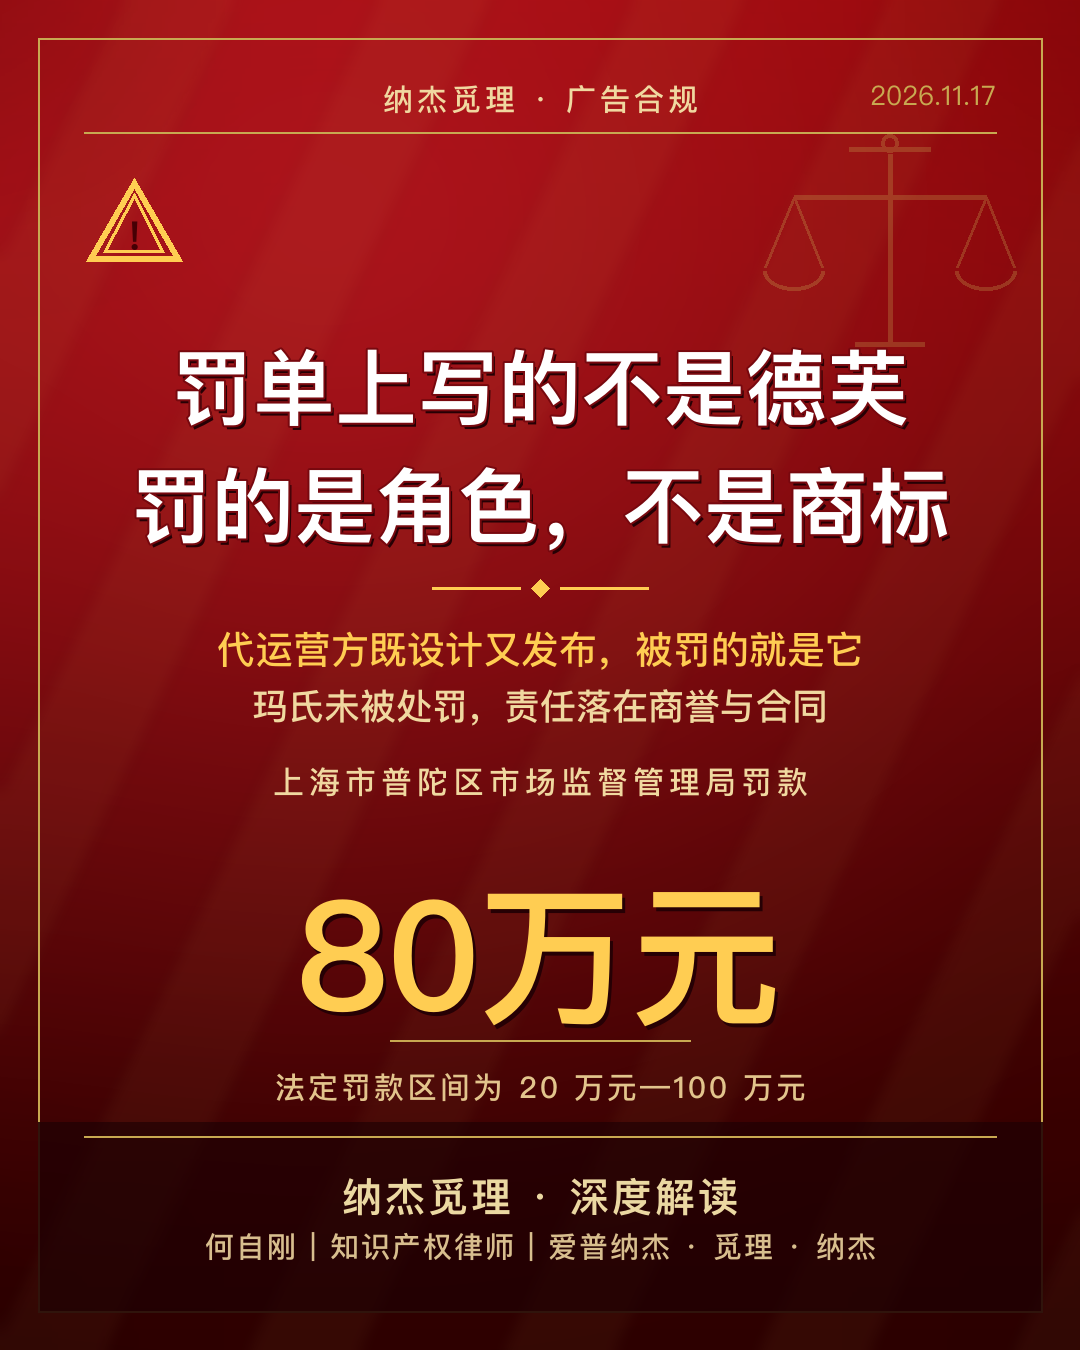 纳杰觅理 · 广告合规
2026.11.17
!
罚单上写的不是德芙
罚的是角色，不是商标
代运营方既设计又发布，被罚的就是它
玛氏未被处罚，责任落在商誉与合同
上海市普陀区市场监督管理局罚款
80万元
法定罚款区间为 20 万元—100 万元
纳杰觅理 · 深度解读
何自刚｜知识产权律师｜爱普纳杰 · 觅理 · 纳杰